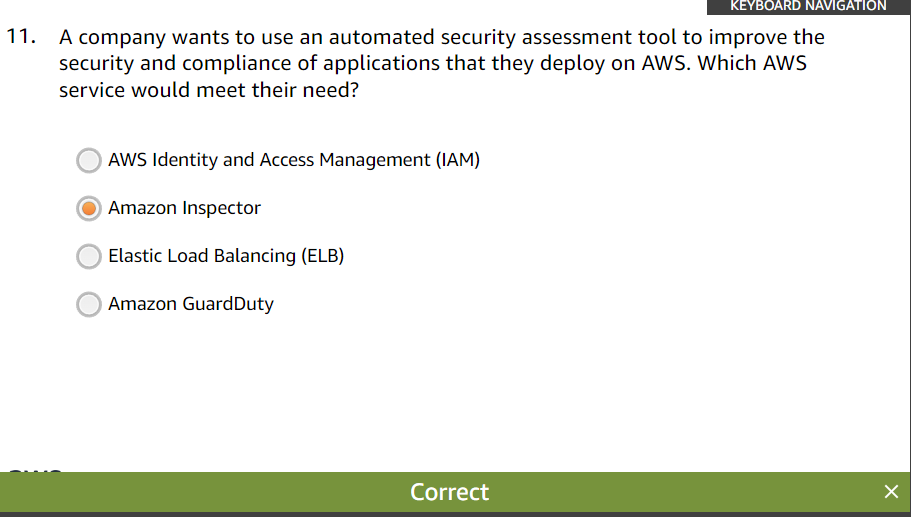 KEYBOARD NAVIGATION
11. A company wants to use an automated security assessment tool to improve the
security and compliance of applications that they deploy on AWS. Which AWS
service would meet their need?
AWS Identity and Access Management (IAM)
Amazon Inspector
Elastic Load Balancing (ELB)
Amazon GuardDuty
Correct